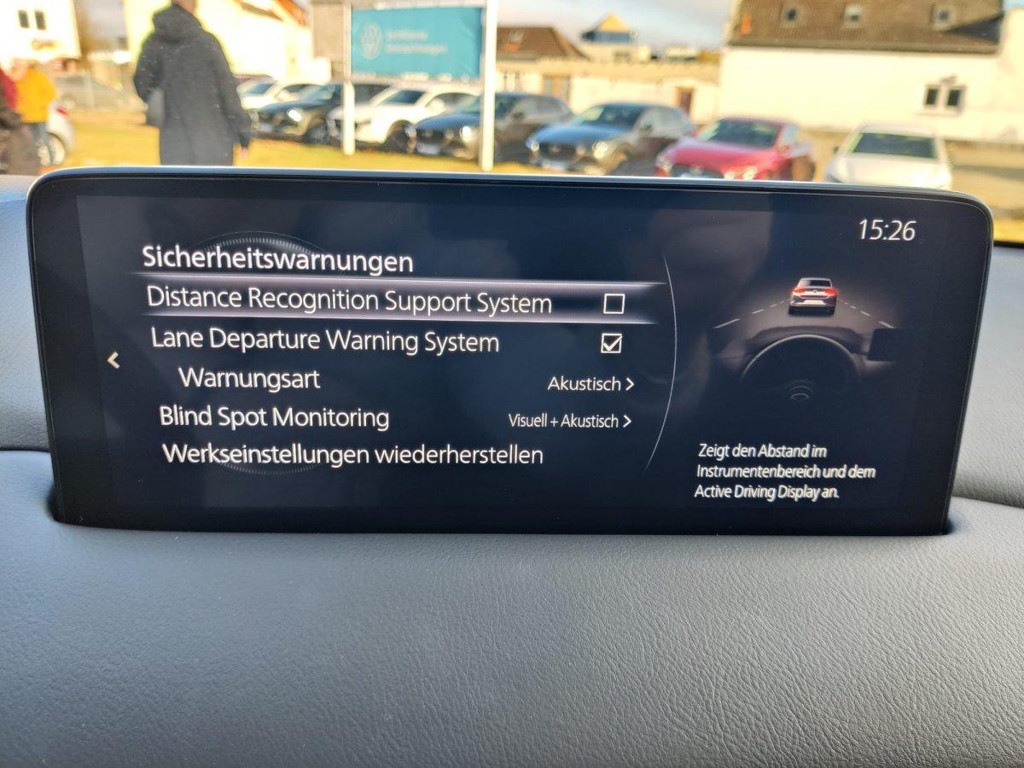 15:26
Sicherheitswarnungen
Distance Recognition Support System
Lane Departure Warning System
Warnungsart Akustisch >
Blind Spot Monitoring Visuell + Akustisch >
Werkseinstellungen wiederherstellen
Zeigt den Abstand im
Instrumentenbereich und dem
Active Driving Display an.